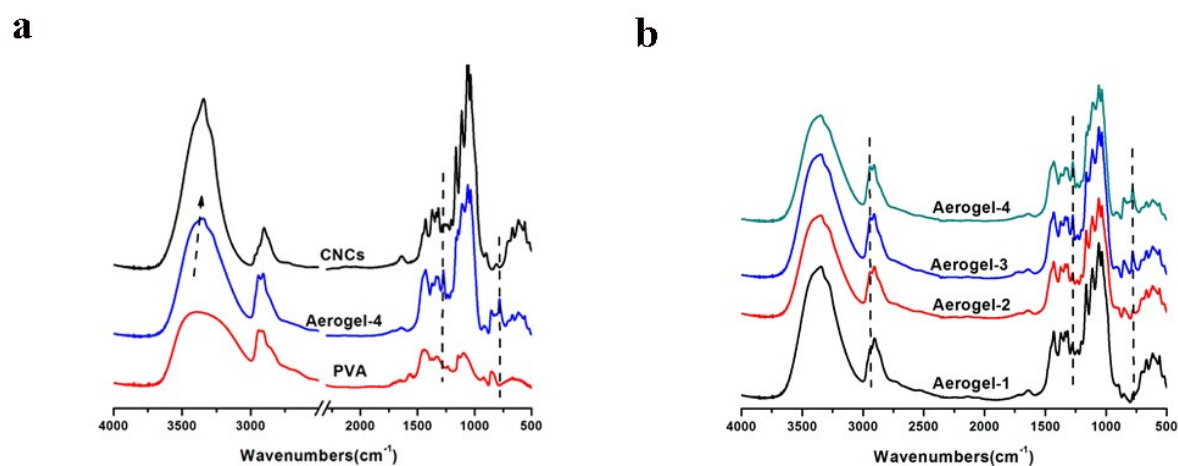 a
CNCs
Aerogel-4
PVA
4000 3500 3000 2000 1500 1000 500
Wavenumbers(cm-1)
b
Aerogel-4
Aerogel-3
Aerogel-2
Aerogel-1
4000 3500 3000 2500 2000 1500 1000 500
Wavenumbers(cm-1)